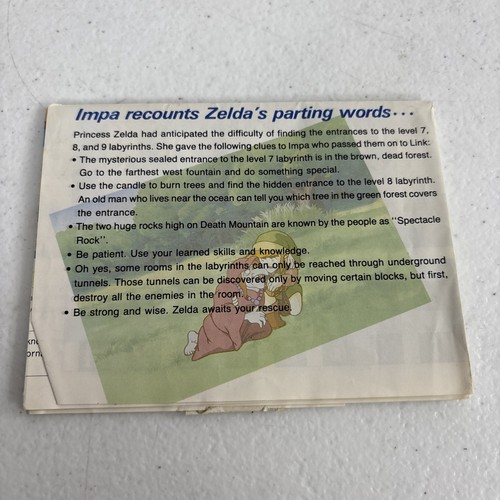 Impa recounts Zelda's parting words...
Princess Zelda had anticipated the difficulty of finding the entrances to the level 7,
8, and 9 labyrinths. She gave the following clues to Impa who passed them on to Link:
• The mysterious sealed entrance to the level 7 labyrinth is in the brown, dead forest.
Go to the farthest west fountain and do something special.
• Use the candle to burn trees and find the hidden entrance to the level 8 labyrinth.
An old man who lives near the ocean can tell you which tree in the green forest covers
the entrance.
• The two huge rocks high on Death Mountain are known by the people as "Spectacle
Rock".
• Be patient. Use your learned skills and knowledge.
• Oh yes, some rooms in the labyrinths can only be reached through underground
tunnels. Those tunnels can be discovered only by moving certain blocks, but first,
destroy all the enemies in the room.
• Be strong and wise. Zelda awaits your rescue.